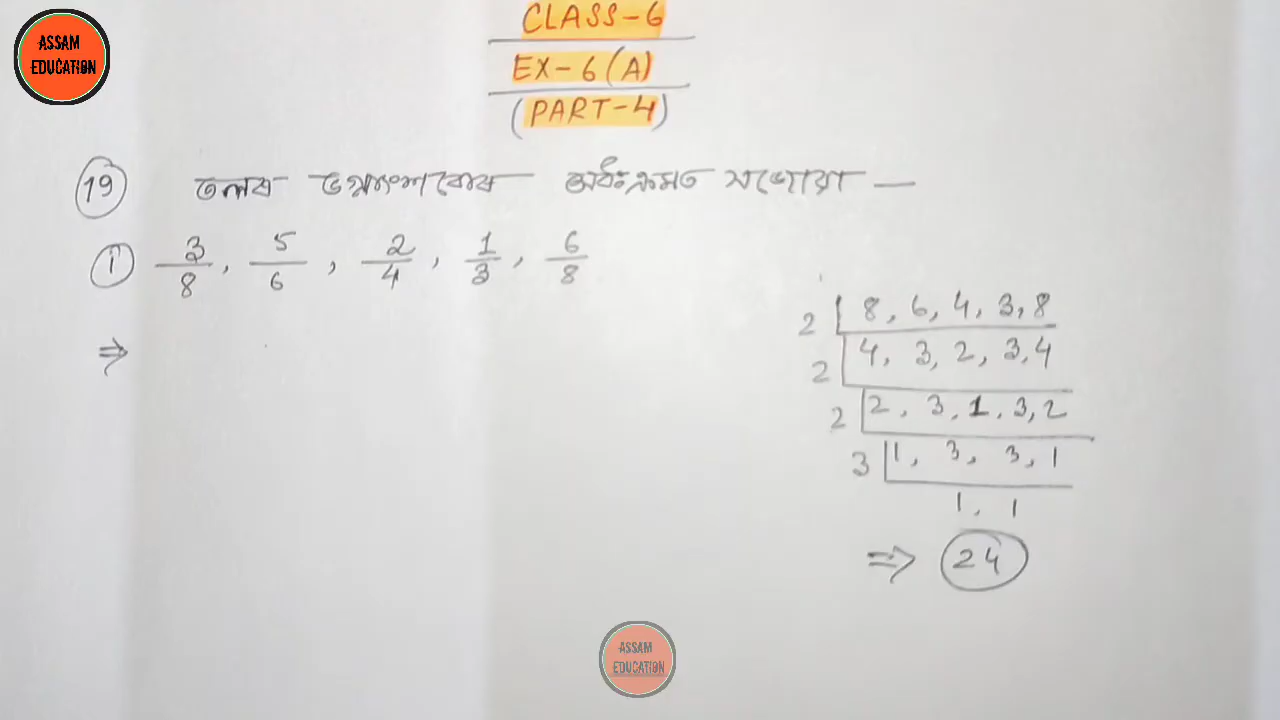 ASSAM
EDUCATION
CLASS-6
EX-6(A)
(PART-4)
19 তলৰ ভগ্নাংশবোৰ অধঃক্ৰমত সজোৱা —
i 3/8, 5/6, 2/4, 1/3, 6/8
⇒
2 | 8, 6, 4, 3, 8
2 | 4, 3, 2, 3, 4
2 | 2, 3, 1, 3, 2
3 | 1, 3, 3, 1
1, 1
⇒ 24
ASSAM
EDUCATION